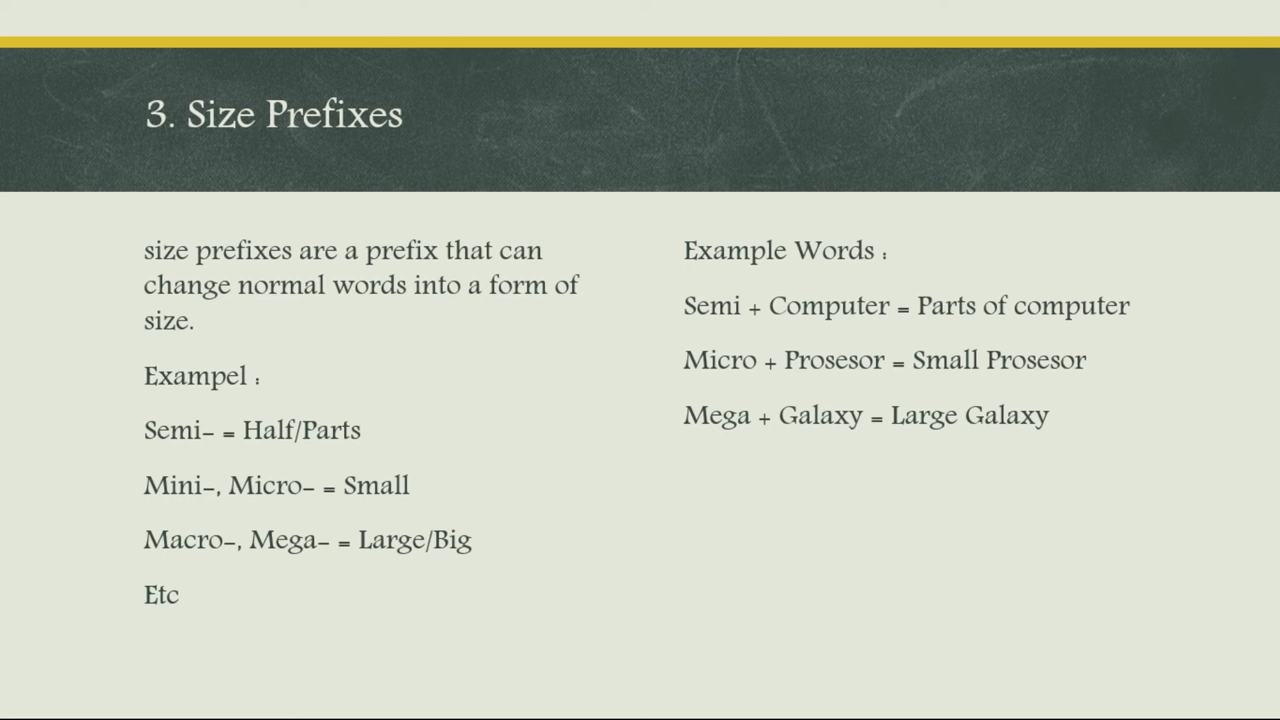 3. Size Prefixes
size prefixes are a prefix that can
change normal words into a form of
size.
Exampel :
Semi- = Half/Parts
Mini-, Micro- = Small
Macro-, Mega- = Large/Big
Etc
Example Words :
Semi + Computer = Parts of computer
Micro + Prosesor = Small Prosesor
Mega + Galaxy = Large Galaxy